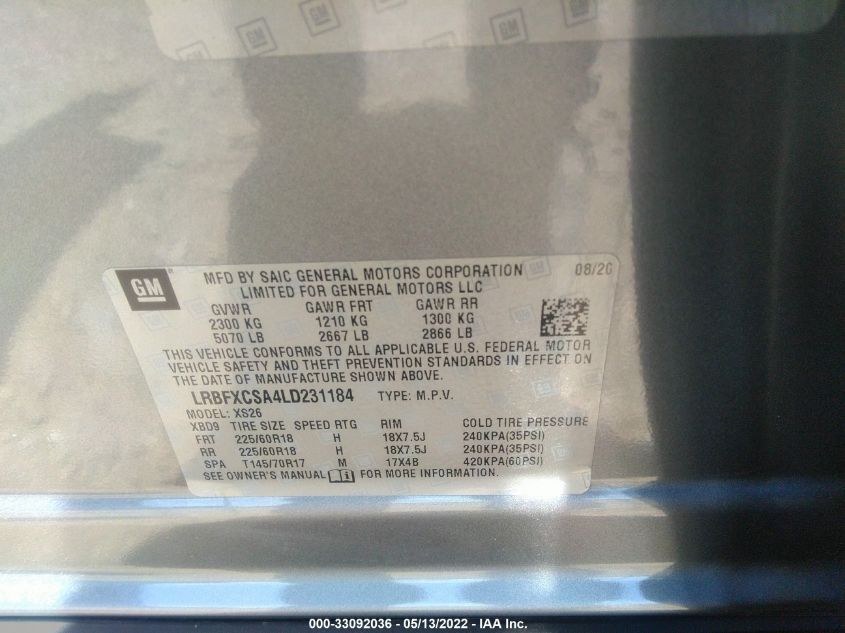 GM GM GM GM
GM
MFD BY SAIC GENERAL MOTORS CORPORATION 08/20
LIMITED FOR GENERAL MOTORS LLC
GVWR GAWR FRT GAWR RR
2300 KG 1210 KG 1300 KG
5070 LB 2667 LB 2866 LB
THIS VEHICLE CONFORMS TO ALL APPLICABLE U.S. FEDERAL MOTOR
VEHICLE SAFETY AND THEFT PREVENTION STANDARDS IN EFFECT ON
THE DATE OF MANUFACTURE SHOWN ABOVE.
LRBFXCSA4LD231184 TYPE: M.P.V.
MODEL: XS26
XBD9 TIRE SIZE SPEED RTG RIM COLD TIRE PRESSURE
FRT 225/60R18 H 18X7.5J 240KPA(35PSI)
RR 225/60R18 H 18X7.5J 240KPA(35PSI)
SPA T145/70R17 M 17X4B 420KPA(60PSI)
SEE OWNER'S MANUAL FOR MORE INFORMATION.
000-33092036 - 05/13/2022 - IAA Inc.